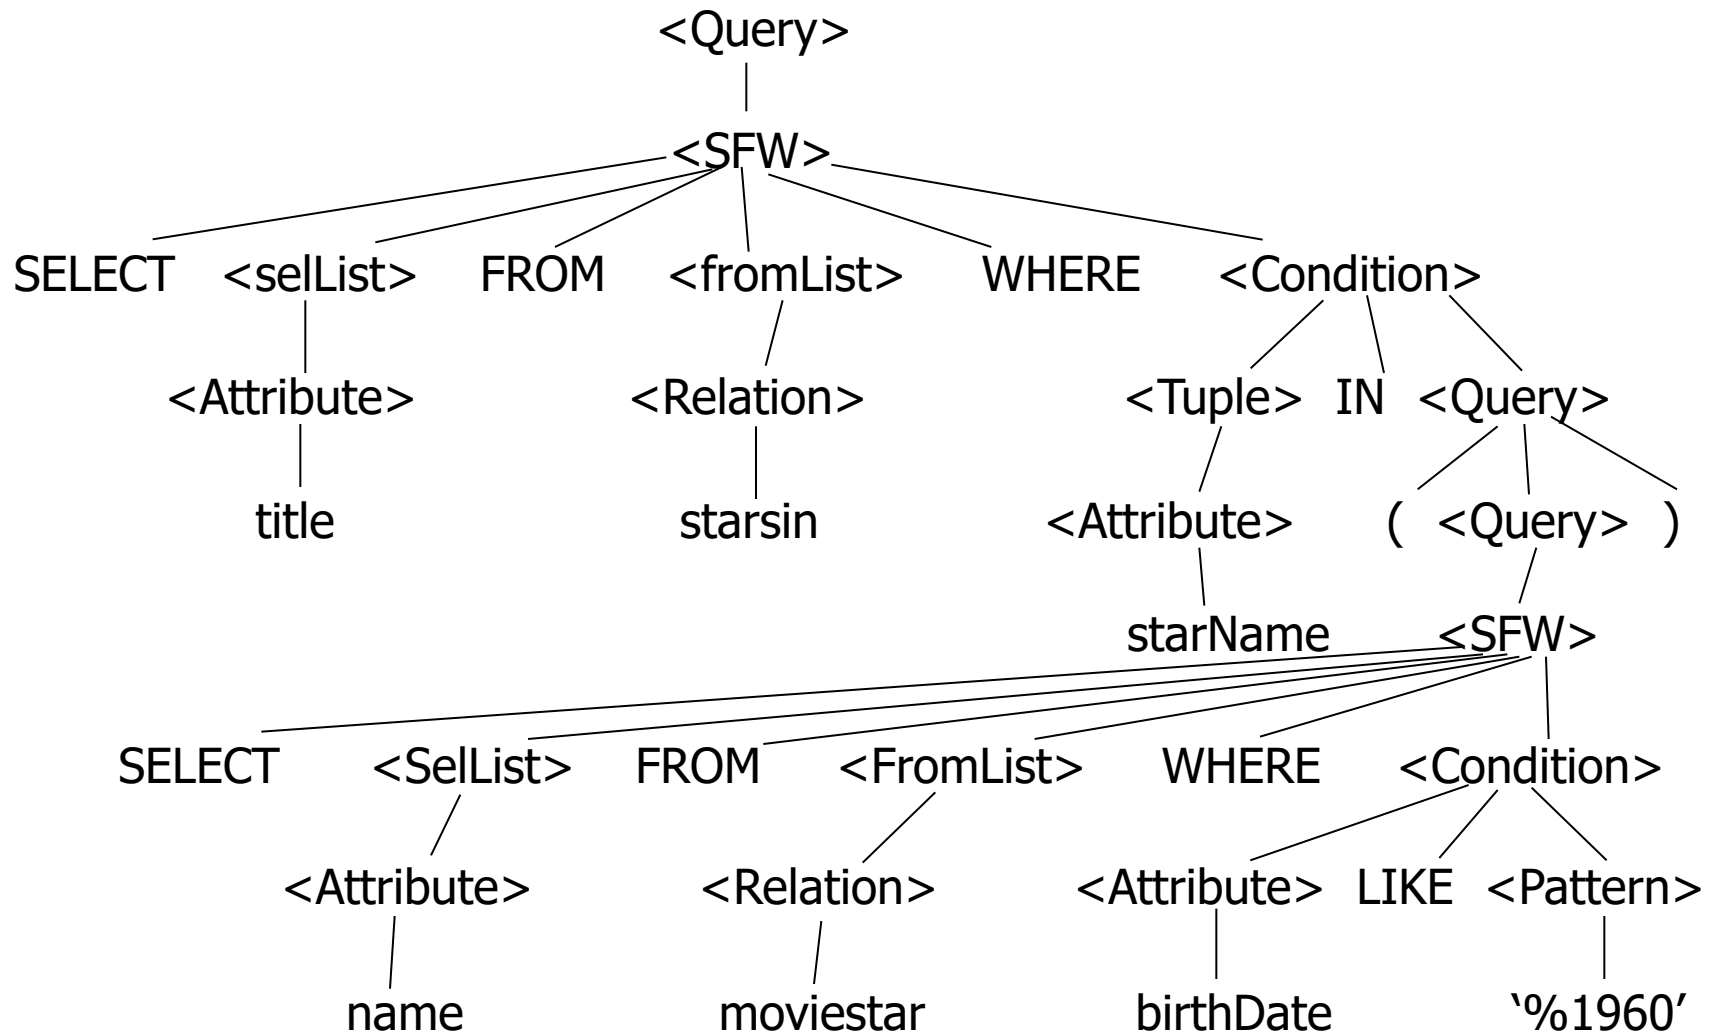 <Query>
<SFW>
SELECT <selList> FROM <fromList> WHERE <Condition>
<Attribute> <Relation> <Tuple> IN <Query>
title starsin <Attribute> ( <Query> )
starName <SFW>
SELECT <SelList> FROM <FromList> WHERE <Condition>
<Attribute> <Relation> <Attribute> LIKE <Pattern>
name moviestar birthDate ‘%1960’